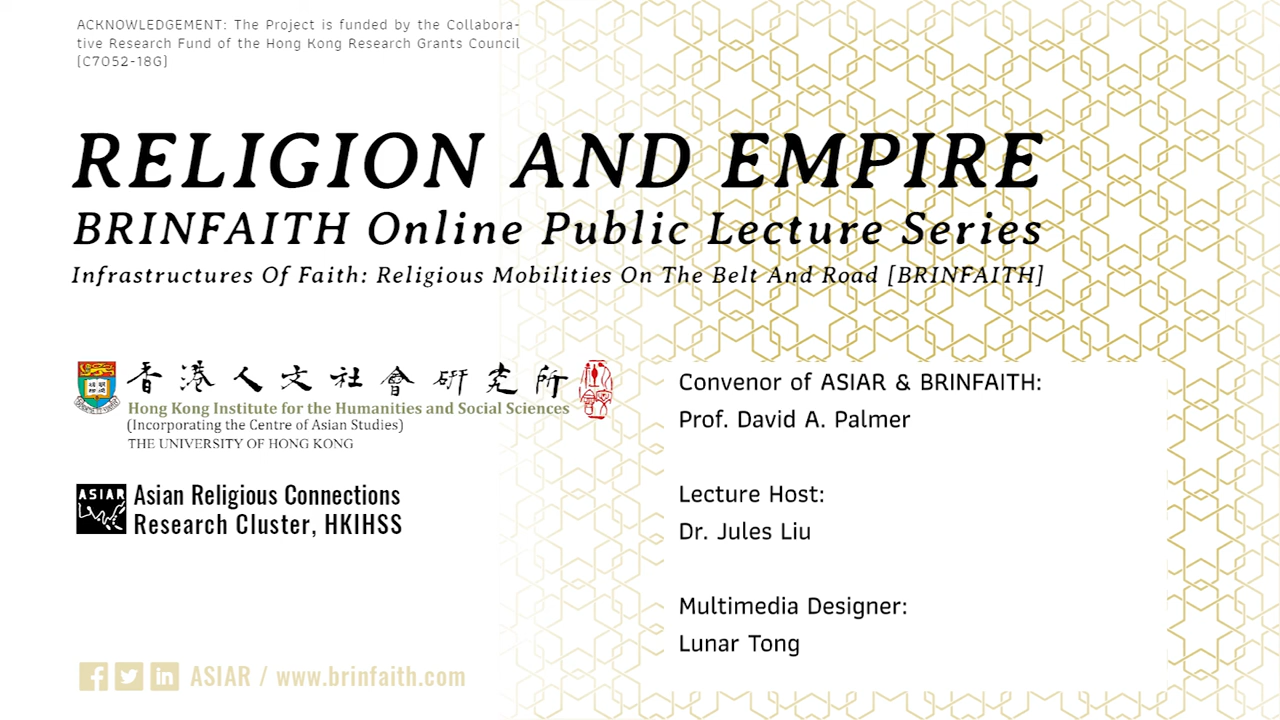 ACKNOWLEDGEMENT: The Project is funded by the Collabora-
tive Research Fund of the Hong Kong Research Grants Council
[C7052-18G]
RELIGION AND EMPIRE
BRINFAITH Online Public Lecture Series
Infrastructures Of Faith: Religious Mobilities On The Belt And Road [BRINFAITH]
香港人文社會研究所
Hong Kong Institute for the Humanities and Social Sciences
(Incorporating the Centre of Asian Studies)
THE UNIVERSITY OF HONG KONG
ASIAR
Asian Religious Connections
Research Cluster, HKIHSS
Convenor of ASIAR & BRINFAITH:
Prof. David A. Palmer
Lecture Host:
Dr. Jules Liu
Multimedia Designer:
Lunar Tong
ASIAR / www.brinfaith.com